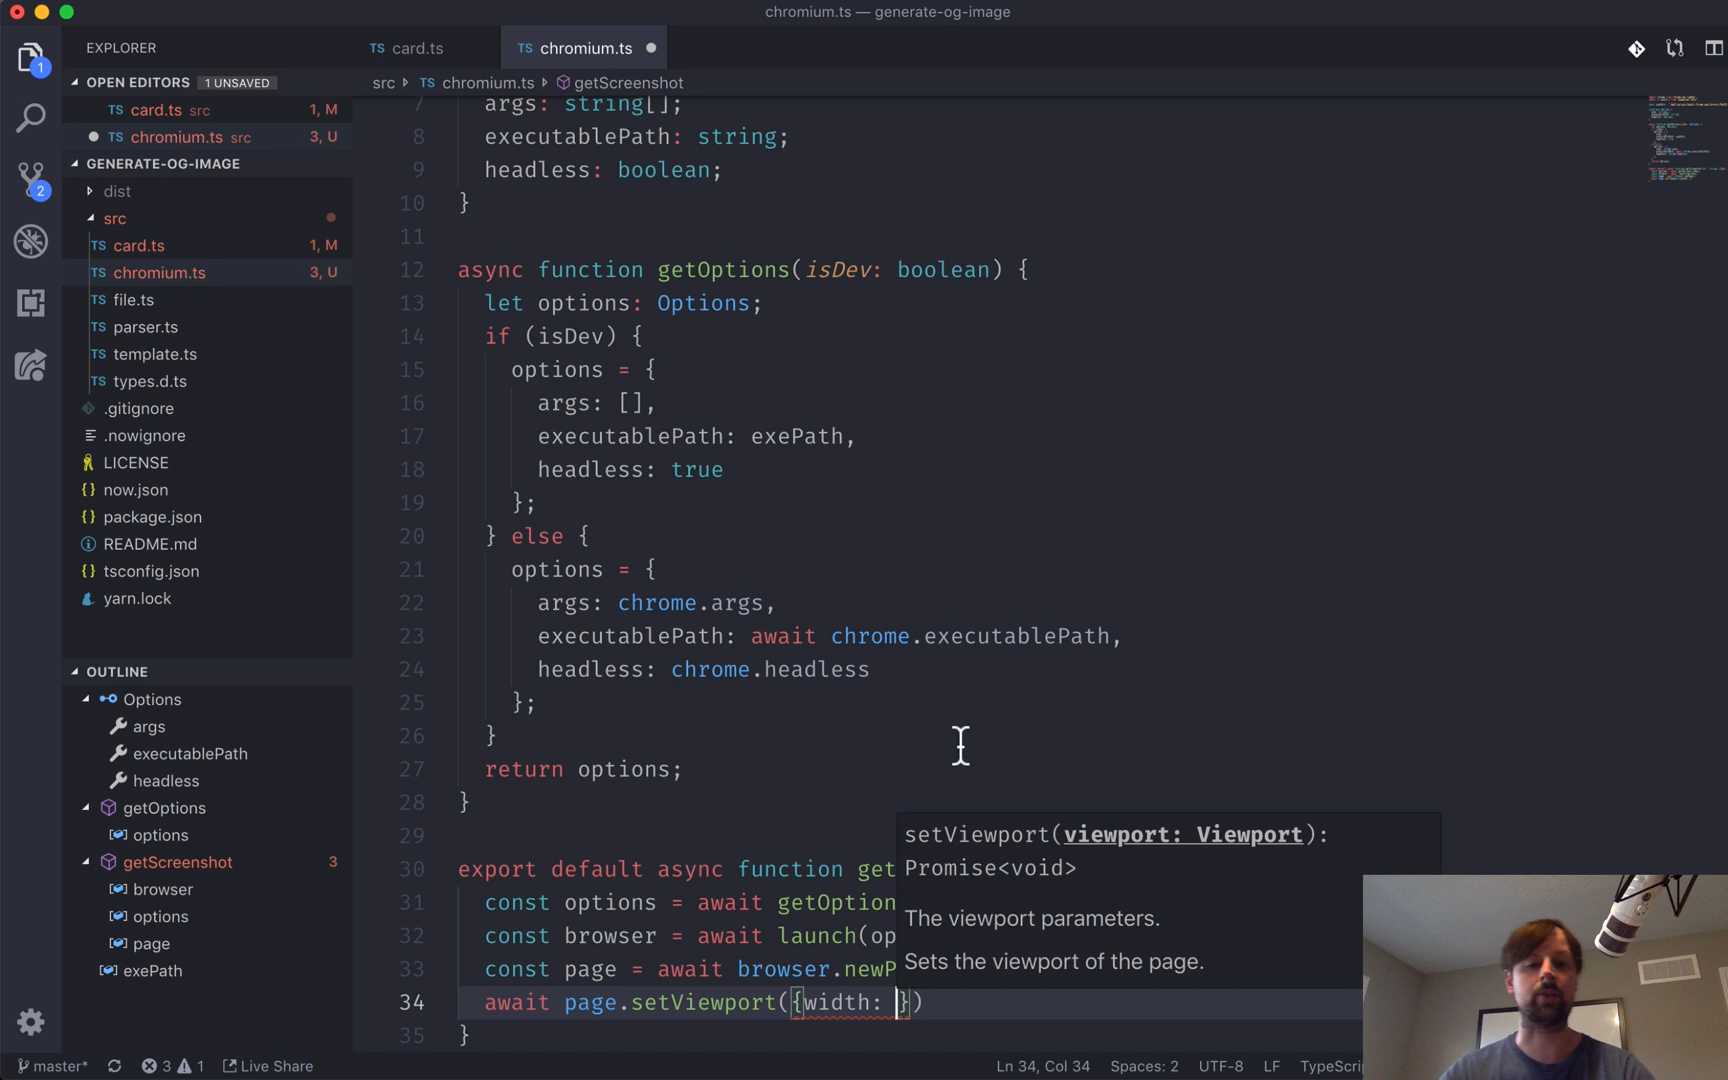 chromium.ts — generate-og-image
EXPLORER
TS card.ts
TS chromium.ts
OPEN EDITORS 1 UNSAVED
src TS chromium.ts getScreenshot
TS card.ts src 1, M
TS chromium.ts src 3, U
GENERATE-OG-IMAGE
dist
src
TS card.ts 1, M
TS chromium.ts 3, U
TS file.ts
TS parser.ts
TS template.ts
TS types.d.ts
.gitignore
.nowignore
LICENSE
{} now.json
{} package.json
README.md
{} tsconfig.json
yarn.lock
OUTLINE
Options
args
executablePath
headless
getOptions
options
getScreenshot 3
browser
options
page
exePath
1
2
7 args: string[];
8 executablePath: string;
9 headless: boolean;
10 }
11
12 async function getOptions(isDev: boolean) {
13 let options: Options;
14 if (isDev) {
15 options = {
16 args: [],
17 executablePath: exePath,
18 headless: true
19 };
20 } else {
21 options = {
22 args: chrome.args,
23 executablePath: await chrome.executablePath,
24 headless: chrome.headless
25 };
26 }
27 return options;
28 }
29
30 export default async function get
31 const options = await getOption
32 const browser = await launch(op
33 const page = await browser.newP
34 await page.setViewport({width: })
35 }
setViewport(viewport: Viewport):
Promise<void>
The viewport parameters.
Sets the viewport of the page.
master* 3 1 Live Share
Ln 34, Col 34 Spaces: 2 UTF-8 LF TypeScri